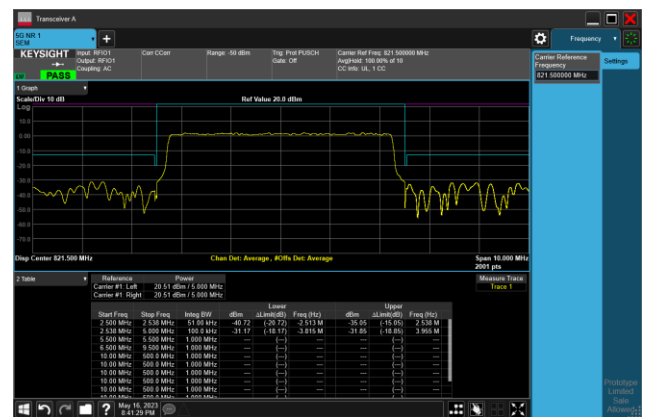 Transceiver A
5G NR 1
SEM
+
Frequency
KEYSIGHT
Input: RFIO1
Output: RFIO1
Coupling: AC
Corr CCorr
Range: -50 dBm
Trig: Prot PUSCH
Gate: Off
Carrier Ref Freq: 821.500000 MHz
Avg|Hold: 100.00% of 10
CC Info: UL, 1 CC
PASS
Carrier Reference
Frequency
821.500000 MHz
Settings
1 Graph
Scale/Div 10 dB
Ref Value 20.0 dBm
Log
10.0
0.00
-10.0
-20.0
-30.0
-40.0
-50.0
-60.0
-70.0
Disp Center 821.500 MHz
Chan Det: Average , #Offs Det: Average
Span 10.000 MHz
2001 pts
2 Table
Reference Power
Carrier #1: Left 20.51 dBm / 5.000 MHz
Carrier #1: Right 20.51 dBm / 5.000 MHz
Measure Trace
Trace 1
Lower Upper
Start Freq Stop Freq Integ BW dBm ΔLimit(dB) Freq (Hz) dBm ΔLimit(dB) Freq (Hz)
2.500 MHz 2.538 MHz 51.00 kHz -40.72 (-20.72) -2.513 M -35.05 (-15.05) 2.538 M
2.538 MHz 5.000 MHz 100.0 kHz -31.17 (-18.17) -3.815 M -31.85 (-18.85) 3.955 M
5.500 MHz 5.500 MHz 1.000 MHz --- (---) --- --- (---) ---
6.500 MHz 9.500 MHz 1.000 MHz --- (---) --- --- (---) ---
10.00 MHz 500.0 MHz 1.000 MHz --- (---) --- --- (---) ---
10.00 MHz 500.0 MHz 1.000 MHz --- (---) --- --- (---) ---
10.00 MHz 500.0 MHz 1.000 MHz --- (---) --- --- (---) ---
10.00 MHz 500.0 MHz 1.000 MHz --- (---) --- --- (---) ---
10.00 MHz 500.0 MHz 1.000 MHz --- (---) --- --- (---) ---
Prototype
Limited
Sale
Allowed
?
May 16, 2023
8:41:29 PM